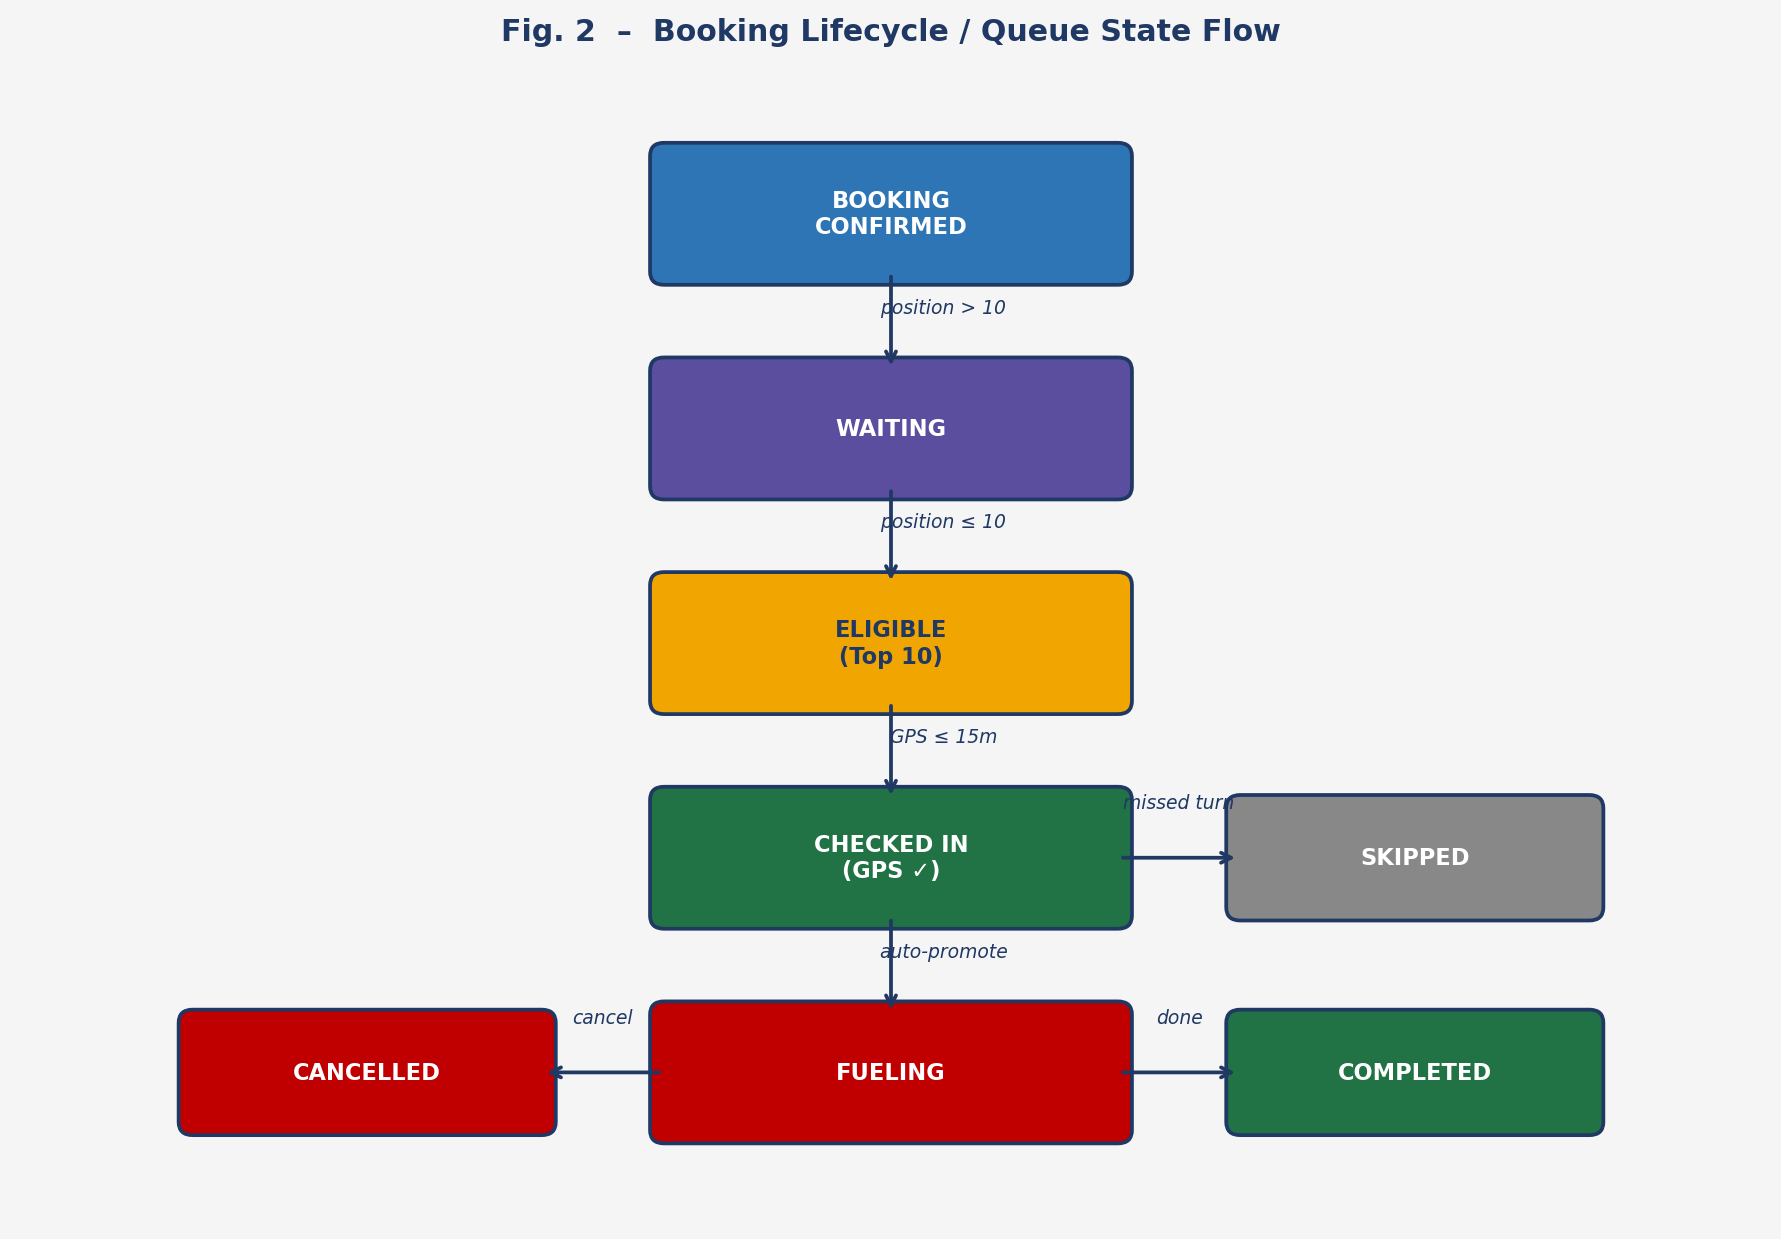 Fig. 2 – Booking Lifecycle / Queue State Flow
BOOKING
CONFIRMED
position > 10
WAITING
position ≤ 10
ELIGIBLE
(Top 10)
GPS ≤ 15m
missed turn
CHECKED IN
(GPS ✓)
SKIPPED
auto-promote
cancel
done
CANCELLED
FUELING
COMPLETED